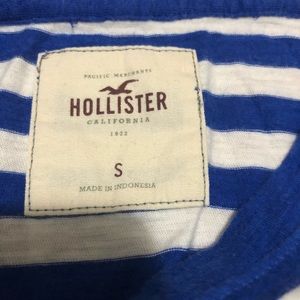 PACIFIC MERCHANTS
HOLLISTER
CALIFORNIA
1922
S
MADE IN INDONESIA